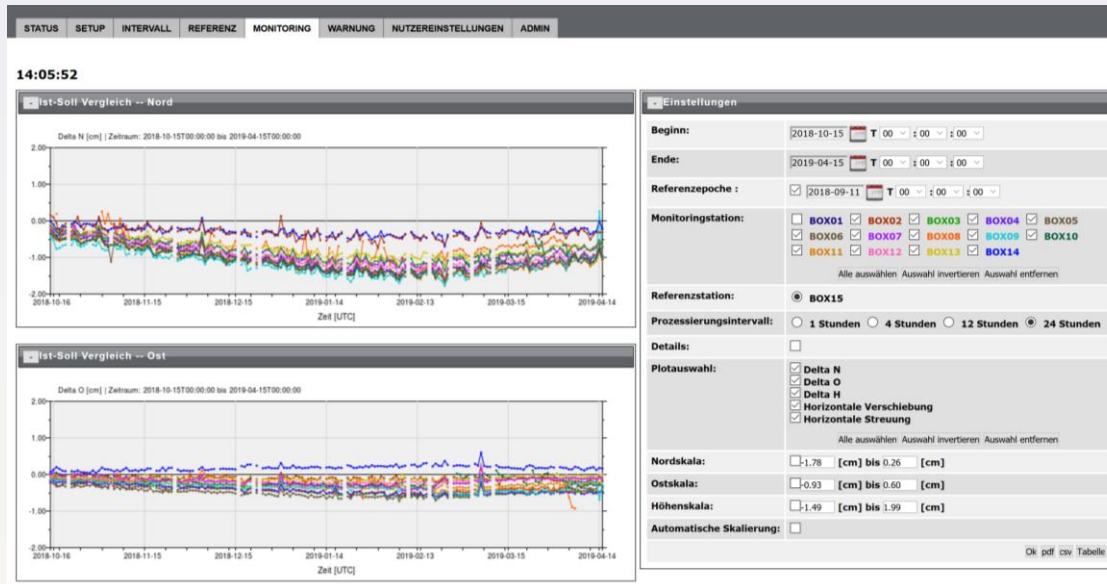 STATUS SETUP INTERVALL REFERENZ MONITORING WARNUNG NUTZEREINSTELLUNGEN ADMIN
14:05:52
- Ist-Soll Vergleich -- Nord
Delta N [cm] | Zeitraum: 2018-10-15T00:00:00 bis 2019-04-15T00:00:00
2.00
1.00
0.00
-1.00
-2.00
2018-10-16 2018-11-15 2018-12-15 2019-01-14 2019-02-13 2019-03-15 2019-04-14
Zeit [UTC]
- Ist-Soll Vergleich -- Ost
Delta O [cm] | Zeitraum: 2018-10-15T00:00:00 bis 2019-04-15T00:00:00
2.00
1.00
0.00
-1.00
-2.00
2018-10-16 2018-11-15 2018-12-15 2019-01-14 2019-02-13 2019-03-15 2019-04-14
Zeit [UTC]
- Einstellungen
Beginn: 2018-10-15 T 00 : 00 : 00
Ende: 2019-04-15 T 00 : 00 : 00
Referenzepoche : 2018-09-11 T 00 : 00 : 00
Monitoringstation: BOX01 BOX02 BOX03 BOX04 BOX05
BOX06 BOX07 BOX08 BOX09 BOX10
BOX11 BOX12 BOX13 BOX14
Alle auswählen Auswahl invertieren Auswahl entfernen
Referenzstation: BOX15
Prozessierungsintervall: 1 Stunden 4 Stunden 12 Stunden 24 Stunden
Details:
Plotauswahl: Delta N
Delta O
Delta H
Horizontale Verschiebung
Horizontale Streuung
Alle auswählen Auswahl invertieren Auswahl entfernen
Nordskala: -1.78 [cm] bis 0.26 [cm]
Ostskala: -0.93 [cm] bis 0.60 [cm]
Höhenskala: -1.49 [cm] bis 1.99 [cm]
Automatische Skalierung:
Ok pdf csv Tabelle